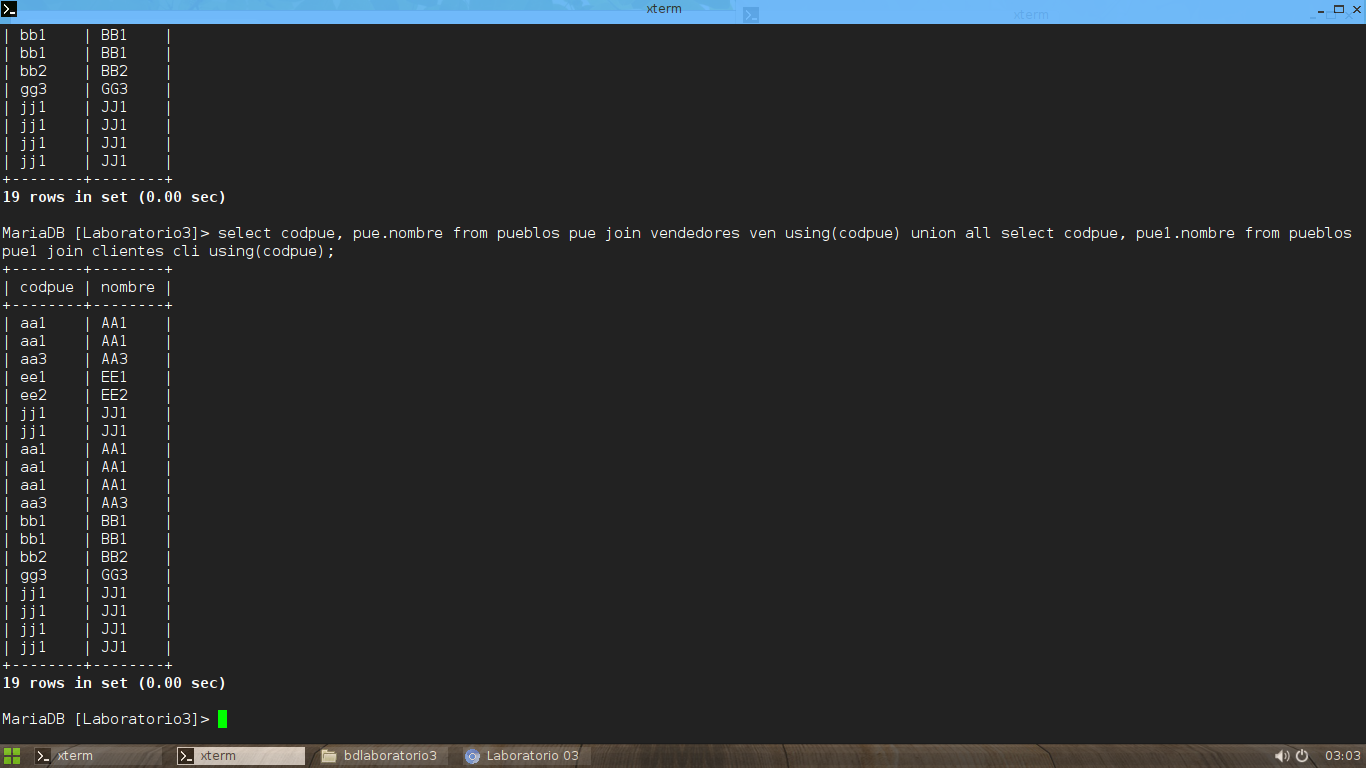 xterm
xterm
| bb1    | BB1    |
| bb1    | BB1    |
| bb2    | BB2    |
| gg3    | GG3    |
| jj1    | JJ1    |
| jj1    | JJ1    |
| jj1    | JJ1    |
| jj1    | JJ1    |
+--------+--------+
19 rows in set (0.00 sec)
MariaDB [Laboratorio3]> select codpue, pue.nombre from pueblos pue join vendedores ven using(codpue) union all select codpue, pue1.nombre from pueblos
pue1 join clientes cli using(codpue);
+--------+--------+
| codpue | nombre |
+--------+--------+
| aa1    | AA1    |
| aa1    | AA1    |
| aa3    | AA3    |
| ee1    | EE1    |
| ee2    | EE2    |
| jj1    | JJ1    |
| jj1    | JJ1    |
| aa1    | AA1    |
| aa1    | AA1    |
| aa1    | AA1    |
| aa3    | AA3    |
| bb1    | BB1    |
| bb1    | BB1    |
| bb2    | BB2    |
| gg3    | GG3    |
| jj1    | JJ1    |
| jj1    | JJ1    |
| jj1    | JJ1    |
| jj1    | JJ1    |
+--------+--------+
19 rows in set (0.00 sec)
MariaDB [Laboratorio3]>
xterm
xterm
bdlaboratorio3
Laboratorio 03
03:03